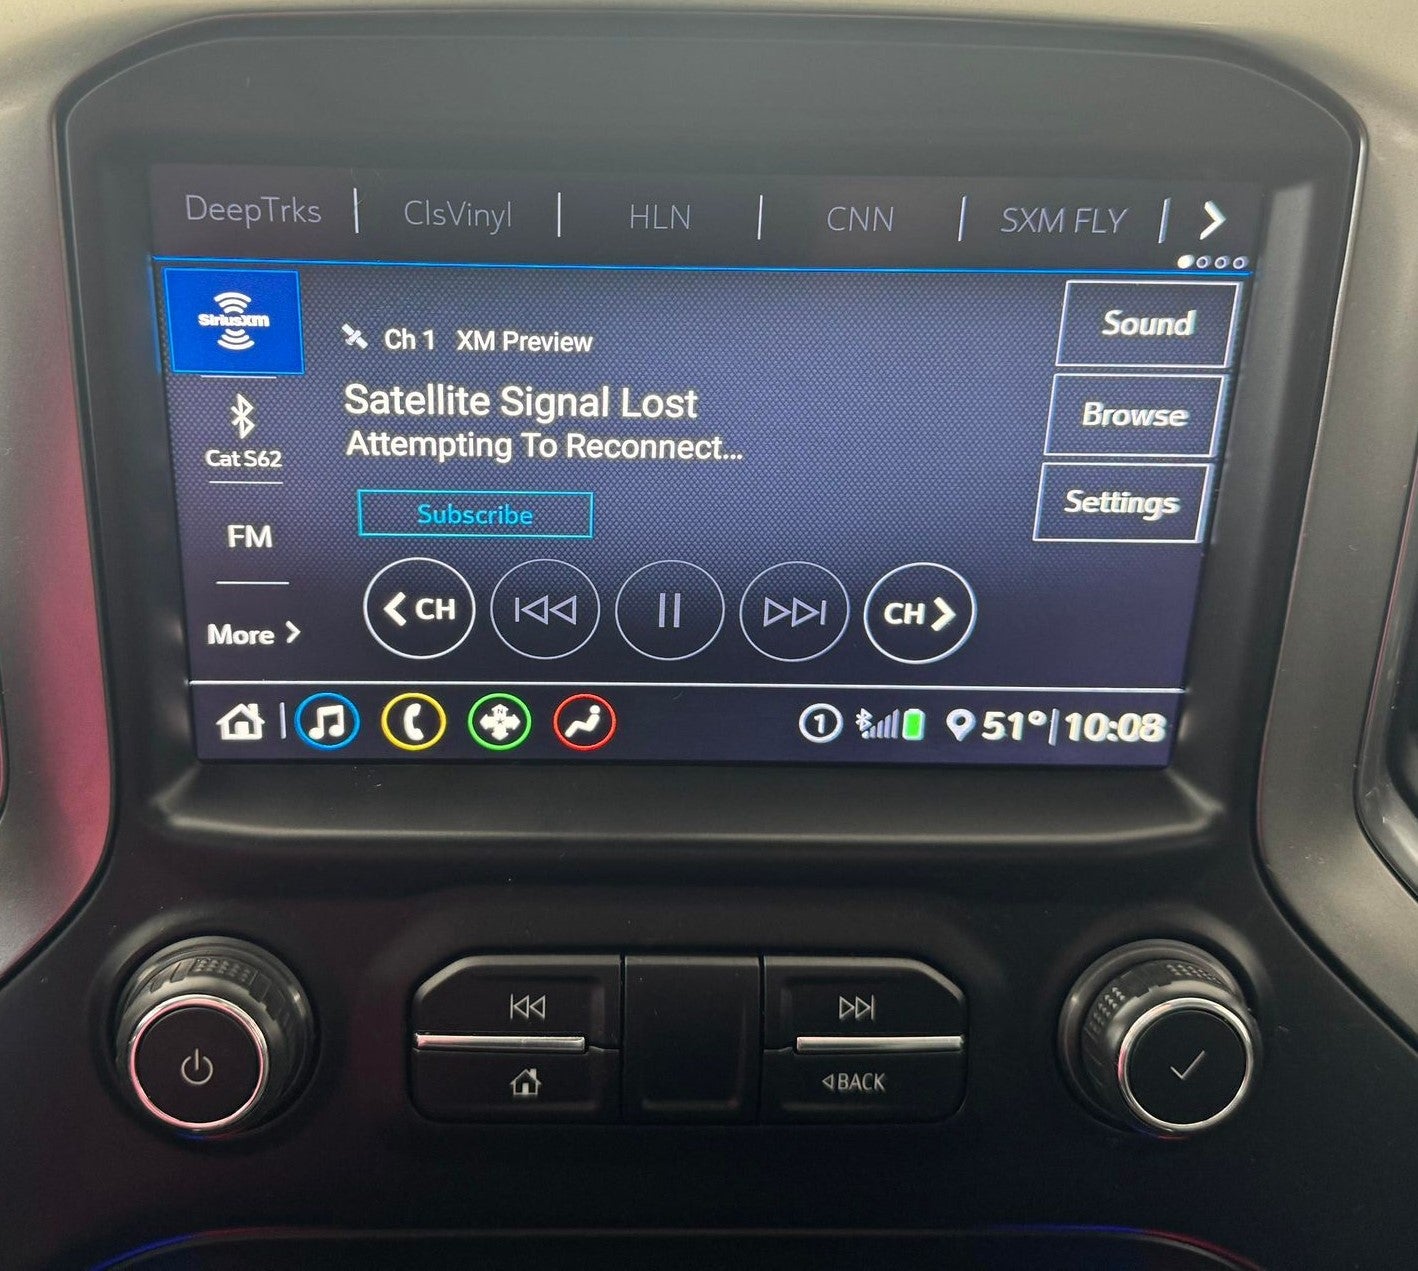 DeepTrks | ClsVinyl | HLN | CNN | SXM FLY |
SiriusXM
Ch 1 XM Preview
Satellite Signal Lost
Attempting To Reconnect...
Subscribe
Sound
Browse
Settings
Cat S62
FM
More
CH
CH
1
51° | 10:08
BACK